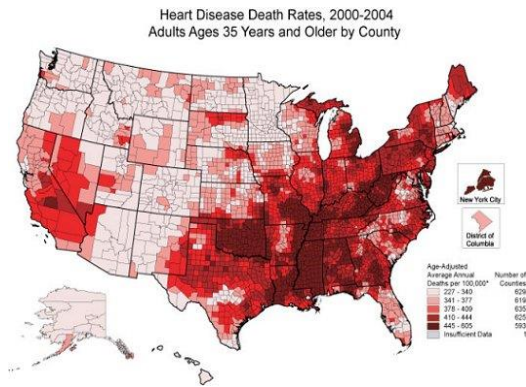 Heart Disease Death Rates, 2000-2004
Adults Ages 35 Years and Older by County
New York City
District of
Columbia
Age-Adjusted
Average Annual Number of
Deaths per 100,000* Counties
227 - 340 629
341 - 377 619
378 - 409 635
410 - 444 625
445 - 605 593
Insufficient Data 1